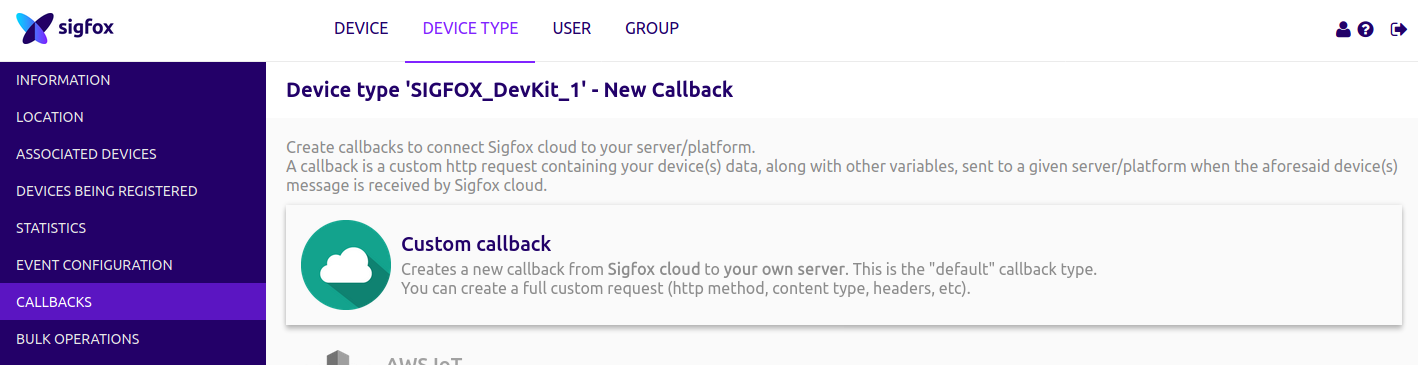 sigfox
DEVICE
DEVICE TYPE
USER
GROUP
INFORMATION
LOCATION
ASSOCIATED DEVICES
DEVICES BEING REGISTERED
STATISTICS
EVENT CONFIGURATION
CALLBACKS
BULK OPERATIONS
Device type 'SIGFOX_DevKit_1' - New Callback
Create callbacks to connect Sigfox cloud to your server/platform.
A callback is a custom http request containing your device(s) data, along with other variables, sent to a given server/platform when the aforesaid device(s)
message is received by Sigfox cloud.
Custom callback
Creates a new callback from Sigfox cloud to your own server. This is the "default" callback type.
You can create a full custom request (http method, content type, headers, etc).
AWS IoT